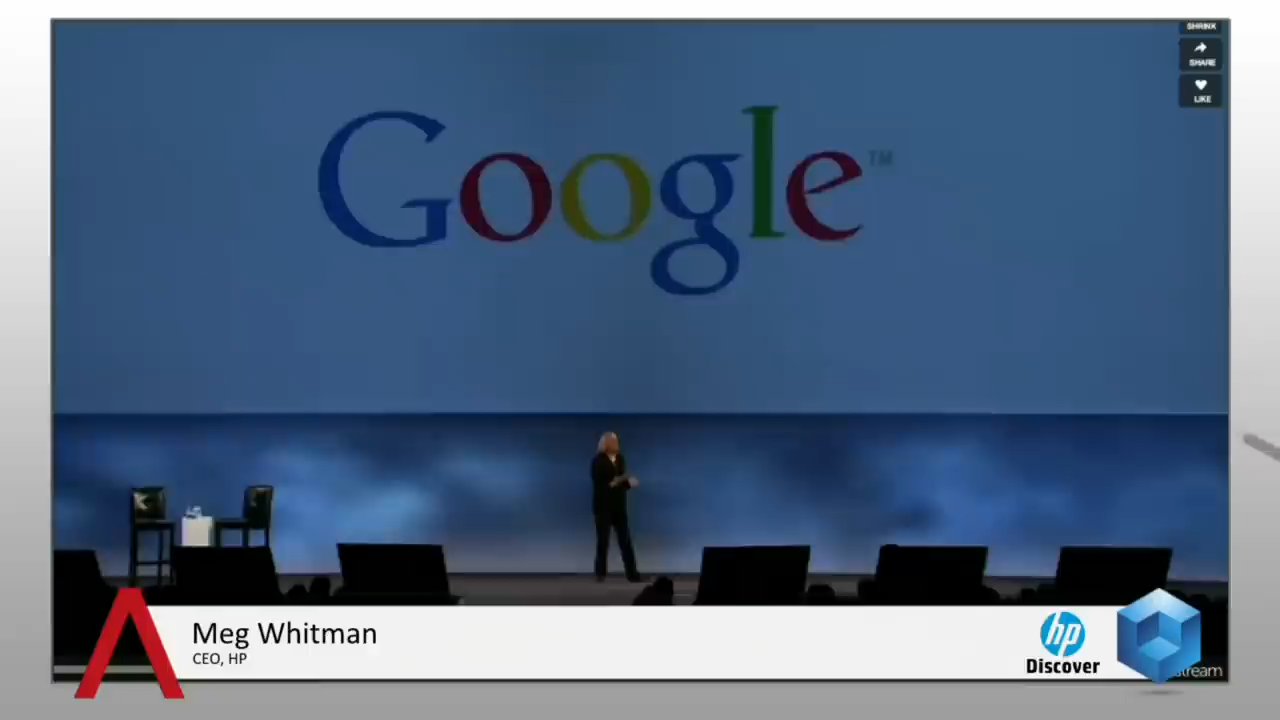 SHRINK
SHARE
LIKE
Google™
Meg Whitman
CEO, HP
hp
Discover
stream